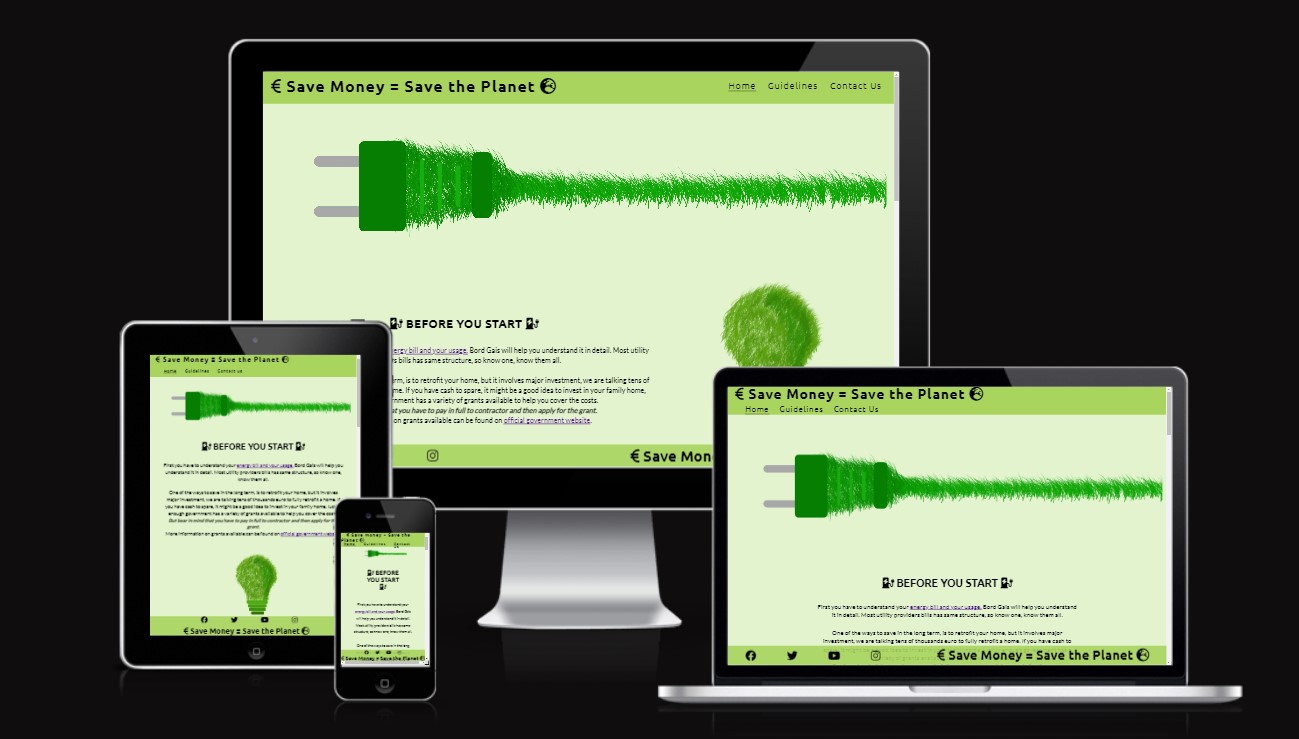 € Save Money = Save the Planet
Home Guidelines Contact Us
BEFORE YOU START
ergy bill and your usage. Bord Gais will help you understand it in detail. Most utility
rs bills has same structure, so know one, know them all.
rm, is to retrofit your home, but it involves major investment, we are talking tens of
me. If you have cash to spare, it might be a good idea to invest in your family home,
rnment has a variety of grants available to help you cover the costs.
at you have to pay in full to contractor and then apply for the grant.
on grants available can be found on official government website.
€ Save Mon
€ Save Money = Save the Planet
Home Guidelines Contact Us
BEFORE YOU START
First you have to understand your energy bill and your usage. Bord Gais will help you
understand it in detail. Most utility providers bills has same structure, so know one,
know them all.
One of the ways to save in the long term, is to retrofit your home, but it involves
major investment, we are talking tens of thousands euro to fully retrofit a home. If
you have cash to spare, it might be a good idea to invest in your family home,
enough government has a variety of grants available to help you cover the
But bear in mind that you have to pay in full to contractor and then apply for
grant.
More information on grants available can be found on official government
€ Save Money = Save the Planet
€ Save Money = Save the
Planet
Home Guidelines Contact
BEFORE
YOU START
First you have to understand your
energy bill and your usage. Bord Gais
will help you understand it in detail.
Most utility providers bills has same
structure, so know one, know them all.
One of the ways to save in the long
€ Save Money = Save the Planet
€ Save Money = Save the Planet
Home Guidelines Contact Us
BEFORE YOU START
First you have to understand your energy bill and your usage. Bord Gais will help you understand
it in detail. Most utility providers bills has same structure, so know one, know them all.
One of the ways to save in the long term, is to retrofit your home, but it involves major
investment, we are talking tens of thousands euro to fully retrofit a home. If you have cash to
€ Save Money = Save the Planet